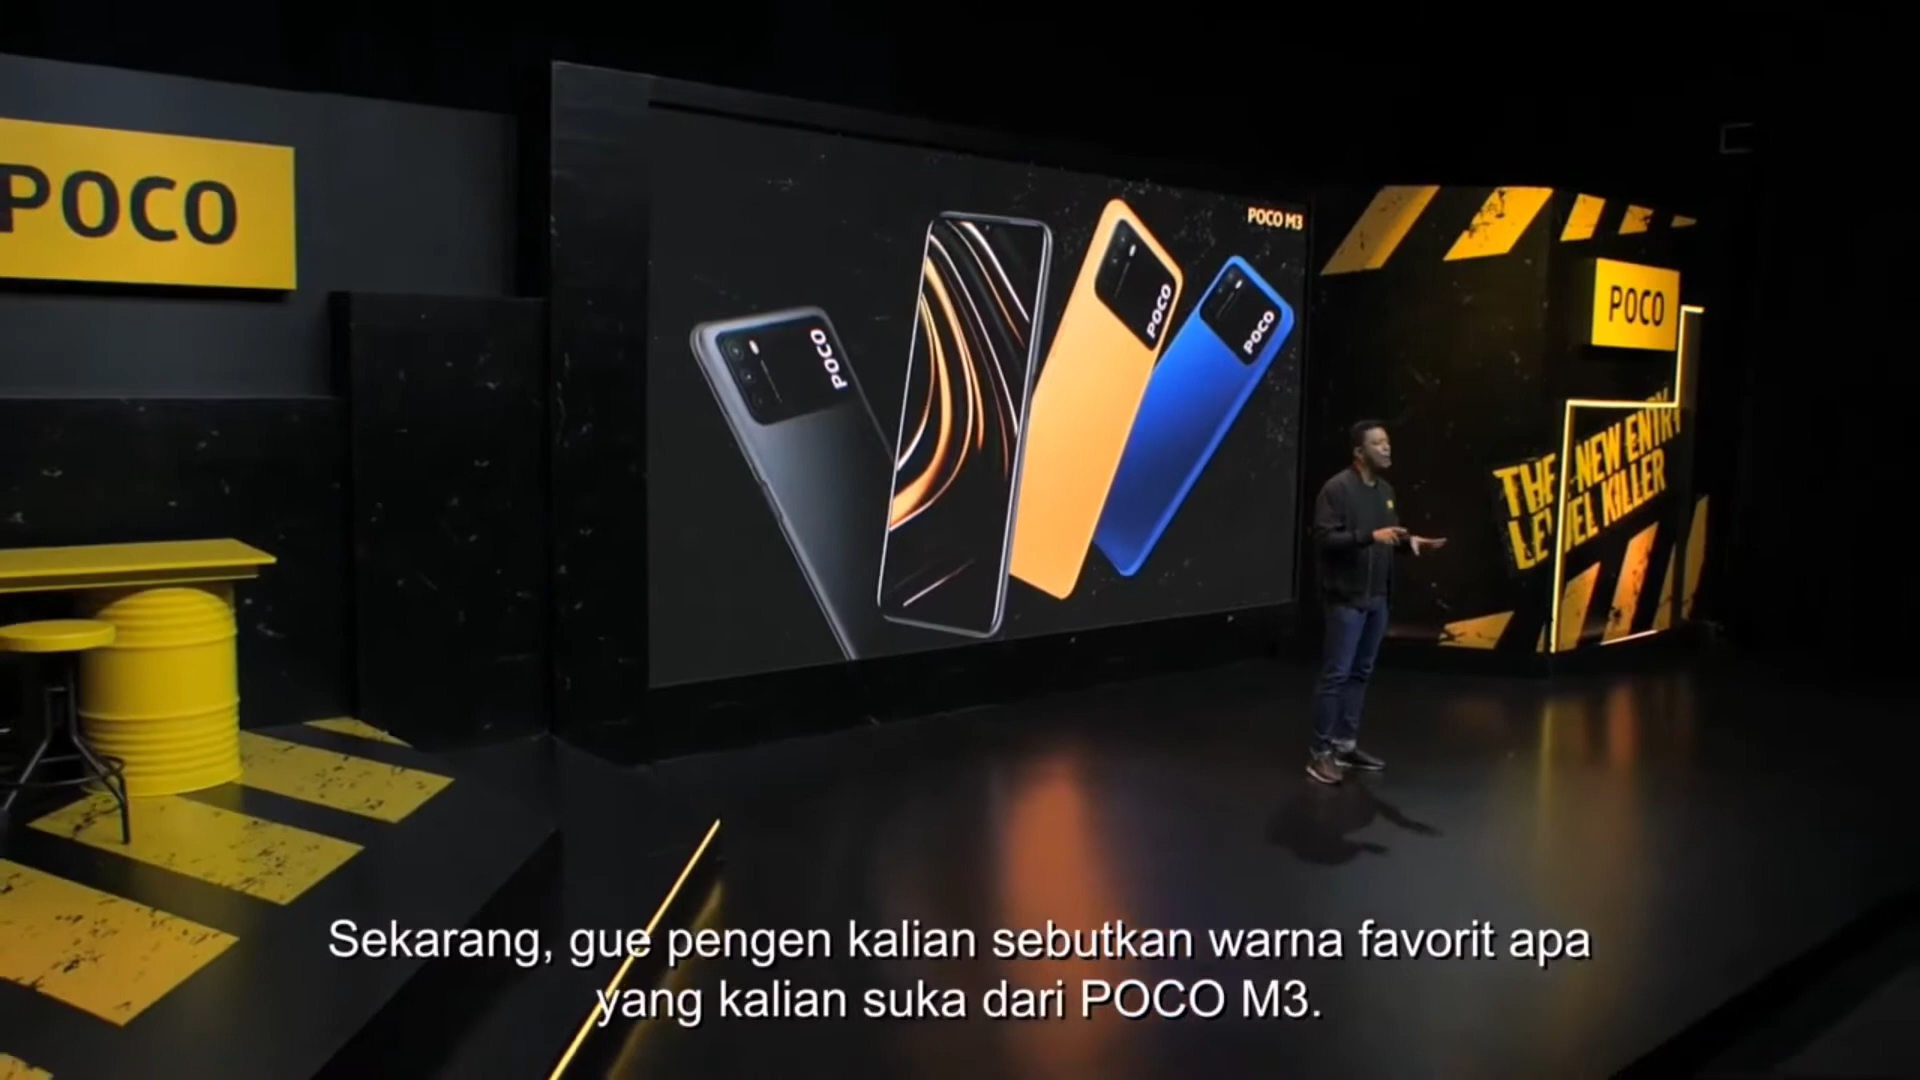 POCO
POCO M3
POCO
POCO
POCO
POCO
THE NEW ENTRY
LEVEL KILLER
Sekarang, gue pengen kalian sebutkan warna favorit apa
yang kalian suka dari POCO M3.